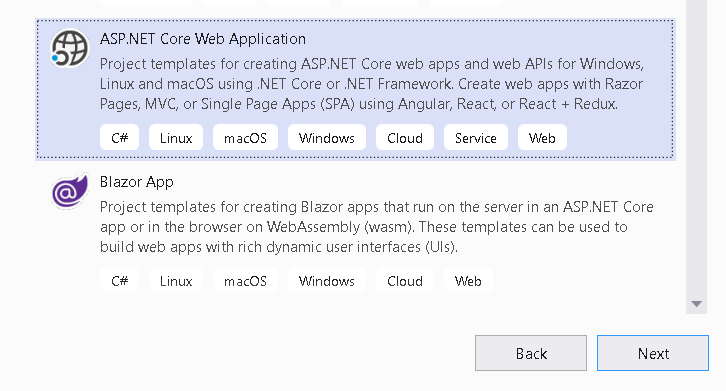 ASP.NET Core Web Application
Project templates for creating ASP.NET Core web apps and web APIs for Windows,
Linux and macOS using .NET Core or .NET Framework. Create web apps with Razor
Pages, MVC, or Single Page Apps (SPA) using Angular, React, or React + Redux.
C# Linux macOS Windows Cloud Service Web
Blazor App
Project templates for creating Blazor apps that run on the server in an ASP.NET Core
app or in the browser on WebAssembly (wasm). These templates can be used to
build web apps with rich dynamic user interfaces (UIs).
C# Linux macOS Windows Cloud Web
Back Next